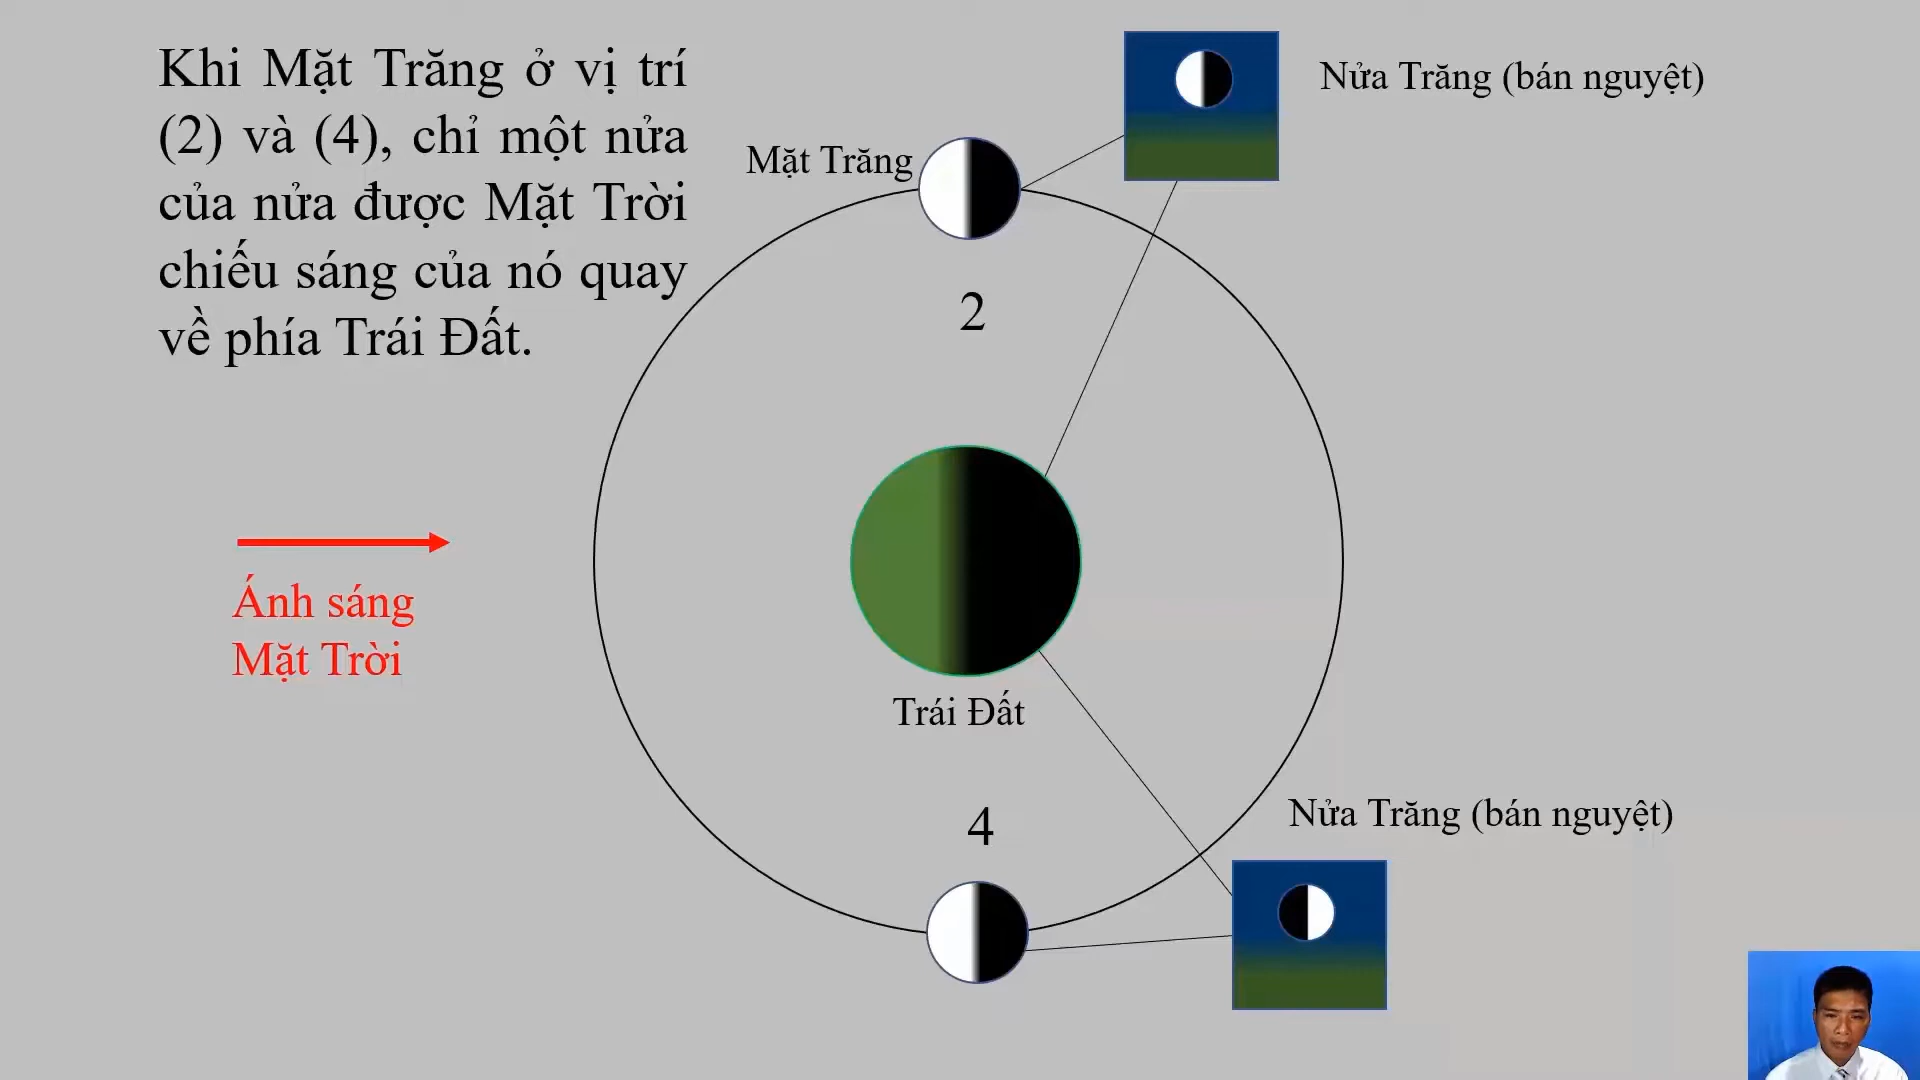 Khi Mặt Trăng ở vị trí
(2) và (4), chỉ một nửa
của nửa được Mặt Trời
chiếu sáng của nó quay
về phía Trái Đất.
Nửa Trăng (bán nguyệt)
Mặt Trăng
2
Ánh sáng
Mặt Trời
Trái Đất
4
Nửa Trăng (bán nguyệt)